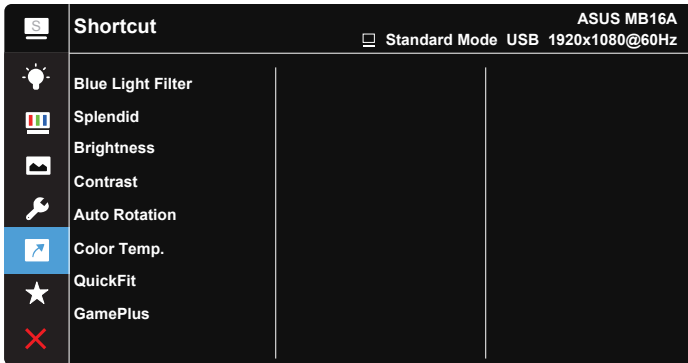 S
Shortcut
ASUS MB16A
Standard Mode USB 1920x1080@60Hz
Blue Light Filter
Splendid
Brightness
Contrast
Auto Rotation
Color Temp.
QuickFit
GamePlus